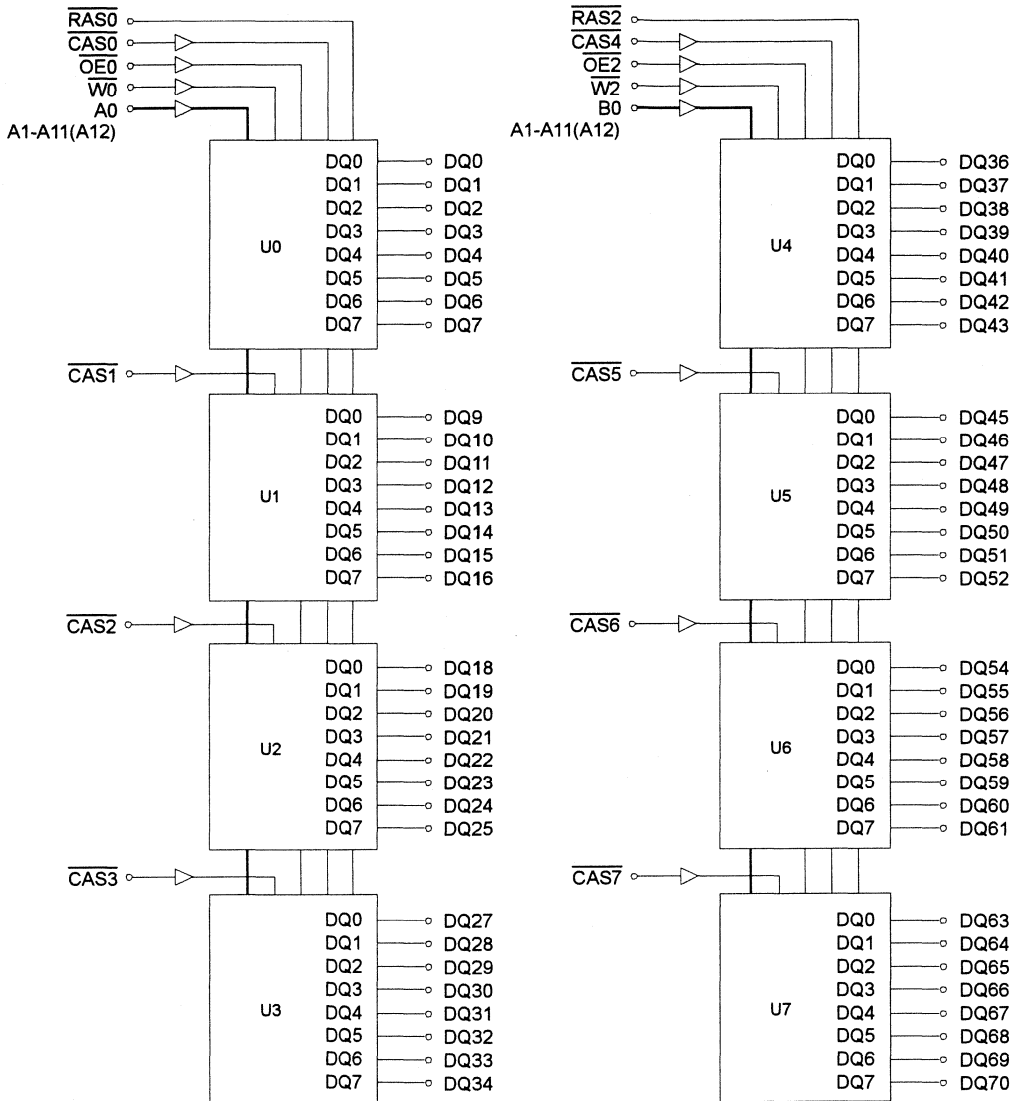 RAS0
CAS0
OE0
W0
A0
A1-A11(A12)
U0
DQ0 DQ0
DQ1 DQ1
DQ2 DQ2
DQ3 DQ3
DQ4 DQ4
DQ5 DQ5
DQ6 DQ6
DQ7 DQ7
CAS1
U1
DQ0 DQ9
DQ1 DQ10
DQ2 DQ11
DQ3 DQ12
DQ4 DQ13
DQ5 DQ14
DQ6 DQ15
DQ7 DQ16
CAS2
U2
DQ0 DQ18
DQ1 DQ19
DQ2 DQ20
DQ3 DQ21
DQ4 DQ22
DQ5 DQ23
DQ6 DQ24
DQ7 DQ25
CAS3
U3
DQ0 DQ27
DQ1 DQ28
DQ2 DQ29
DQ3 DQ30
DQ4 DQ31
DQ5 DQ32
DQ6 DQ33
DQ7 DQ34
RAS2
CAS4
OE2
W2
B0
A1-A11(A12)
U4
DQ0 DQ36
DQ1 DQ37
DQ2 DQ38
DQ3 DQ39
DQ4 DQ40
DQ5 DQ41
DQ6 DQ42
DQ7 DQ43
CAS5
U5
DQ0 DQ45
DQ1 DQ46
DQ2 DQ47
DQ3 DQ48
DQ4 DQ49
DQ5 DQ50
DQ6 DQ51
DQ7 DQ52
CAS6
U6
DQ0 DQ54
DQ1 DQ55
DQ2 DQ56
DQ3 DQ57
DQ4 DQ58
DQ5 DQ59
DQ6 DQ60
DQ7 DQ61
CAS7
U7
DQ0 DQ63
DQ1 DQ64
DQ2 DQ65
DQ3 DQ66
DQ4 DQ67
DQ5 DQ68
DQ6 DQ69
DQ7 DQ70